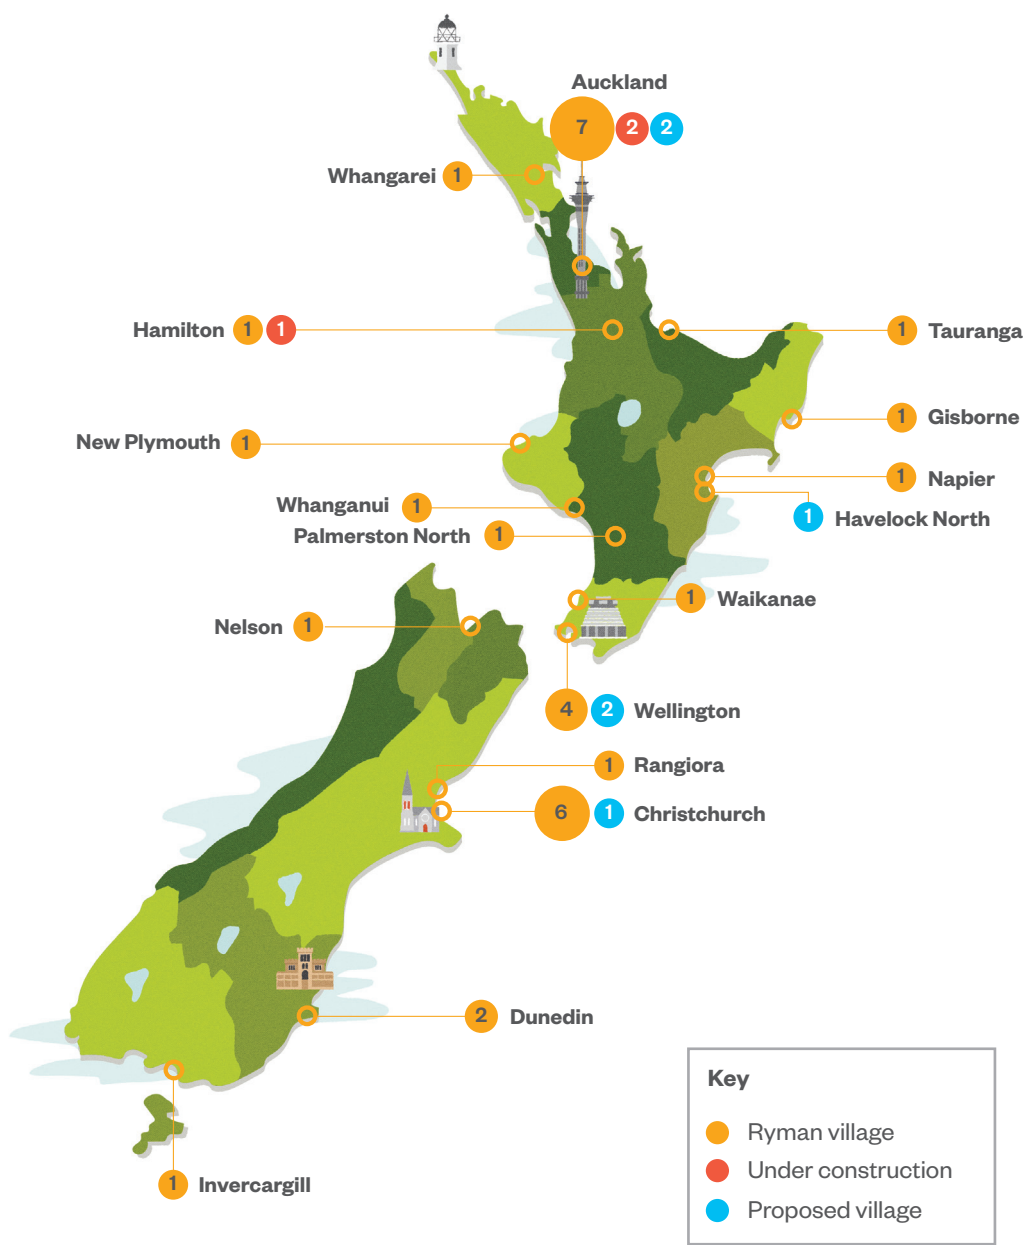 Auckland
7 2 2
Whangarei 1
Hamilton 1 1
1 Tauranga
1 Gisborne
New Plymouth 1
1 Napier
Whanganui 1
1 Havelock North
Palmerston North 1
1 Waikanae
Nelson 1
4 2 Wellington
1 Rangiora
6 1 Christchurch
2 Dunedin
1 Invercargill
Key
Ryman village
Under construction
Proposed village